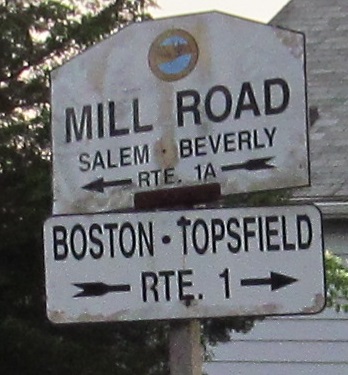 MILL ROAD
SALEM · BEVERLY
RTE. 1A
BOSTON · TOPSFIELD
RTE. 1